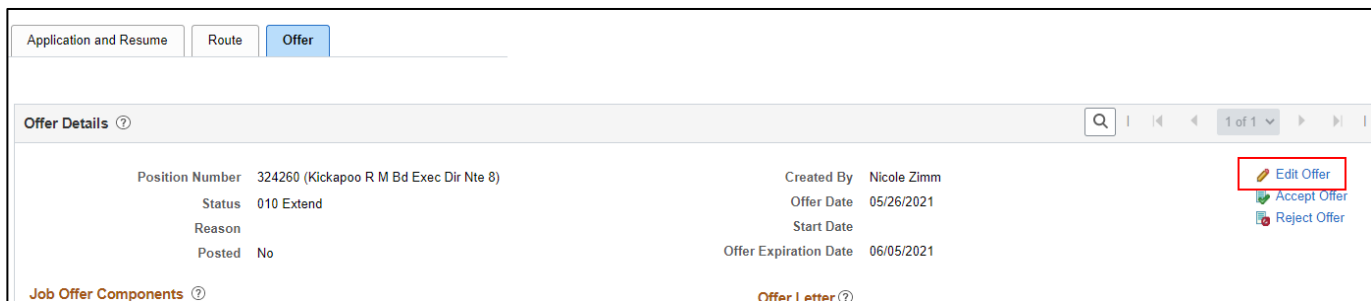 Application and Resume Route Offer
Offer Details ? 1 of 1
Position Number 324260 (Kickapoo R M Bd Exec Dir Nte 8) Created By Nicole Zimm Edit Offer
Status 010 Extend Offer Date 05/26/2021 Accept Offer
Reason Start Date Reject Offer
Posted No Offer Expiration Date 06/05/2021
Job Offer Components ? Offer Letter ?